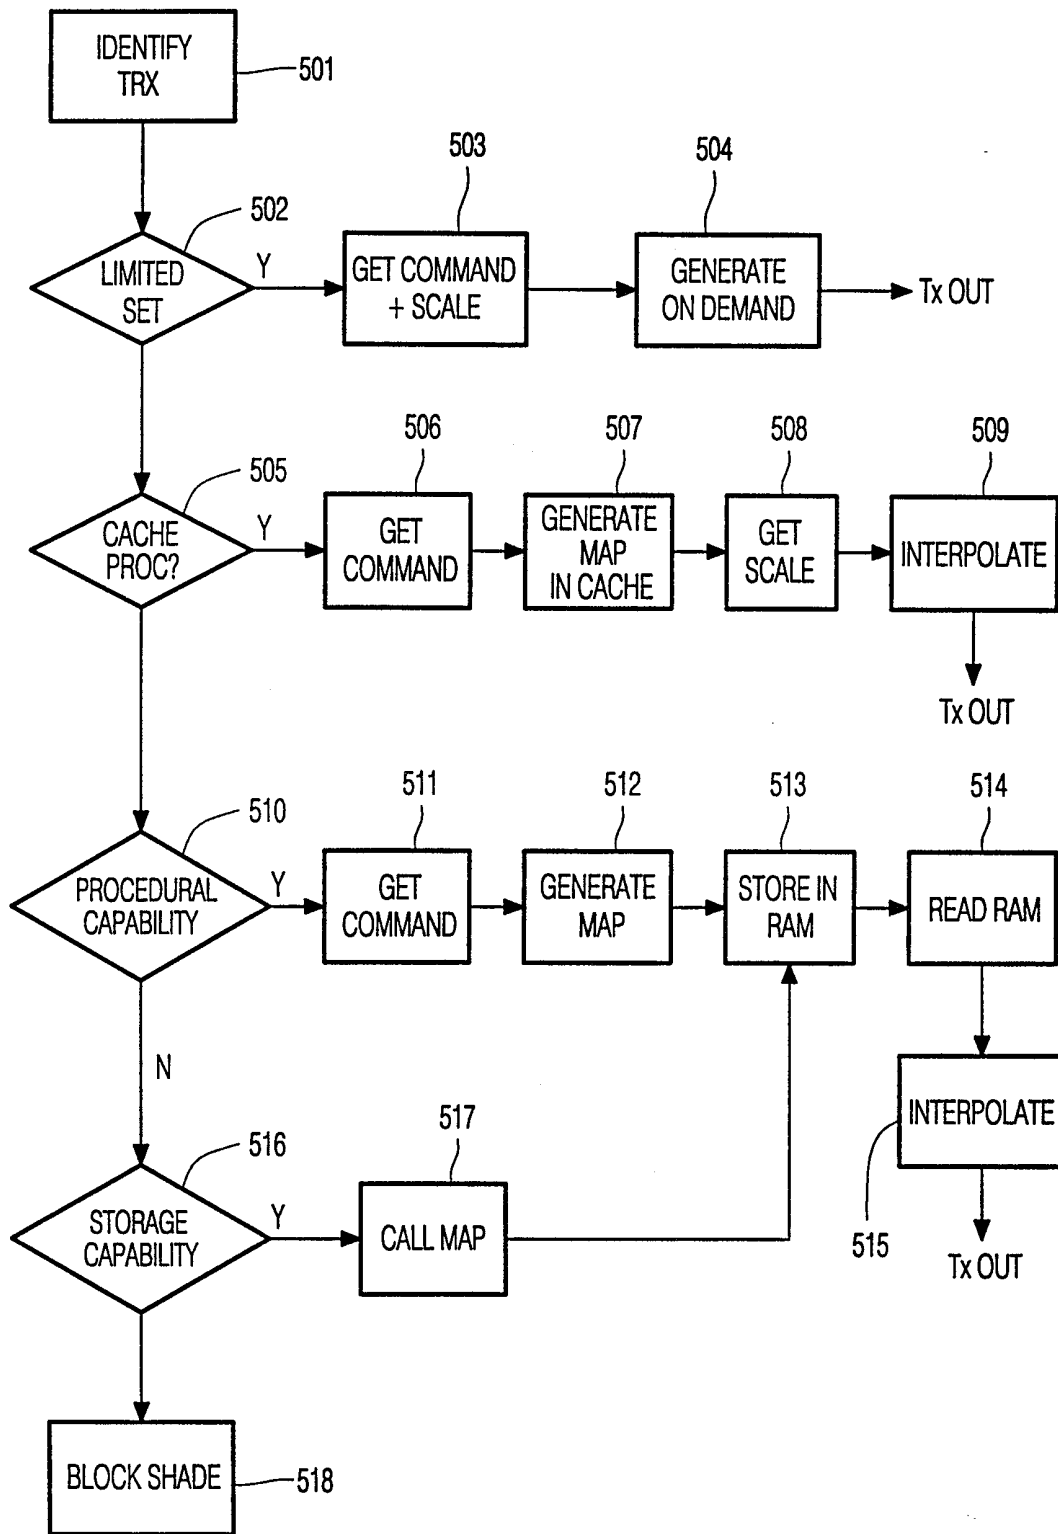 IDENTIFY
TRX
501
502
LIMITED
SET
Y
503
GET COMMAND
+ SCALE
504
GENERATE
ON DEMAND
Tx OUT
505
CACHE
PROC?
Y
506
GET
COMMAND
507
GENERATE
MAP
IN CACHE
508
GET
SCALE
509
INTERPOLATE
Tx OUT
510
PROCEDURAL
CAPABILITY
Y
N
511
GET
COMMAND
512
GENERATE
MAP
513
STORE IN
RAM
514
READ RAM
INTERPOLATE
515
Tx OUT
516
STORAGE
CAPABILITY
Y
517
CALL MAP
BLOCK SHADE
518